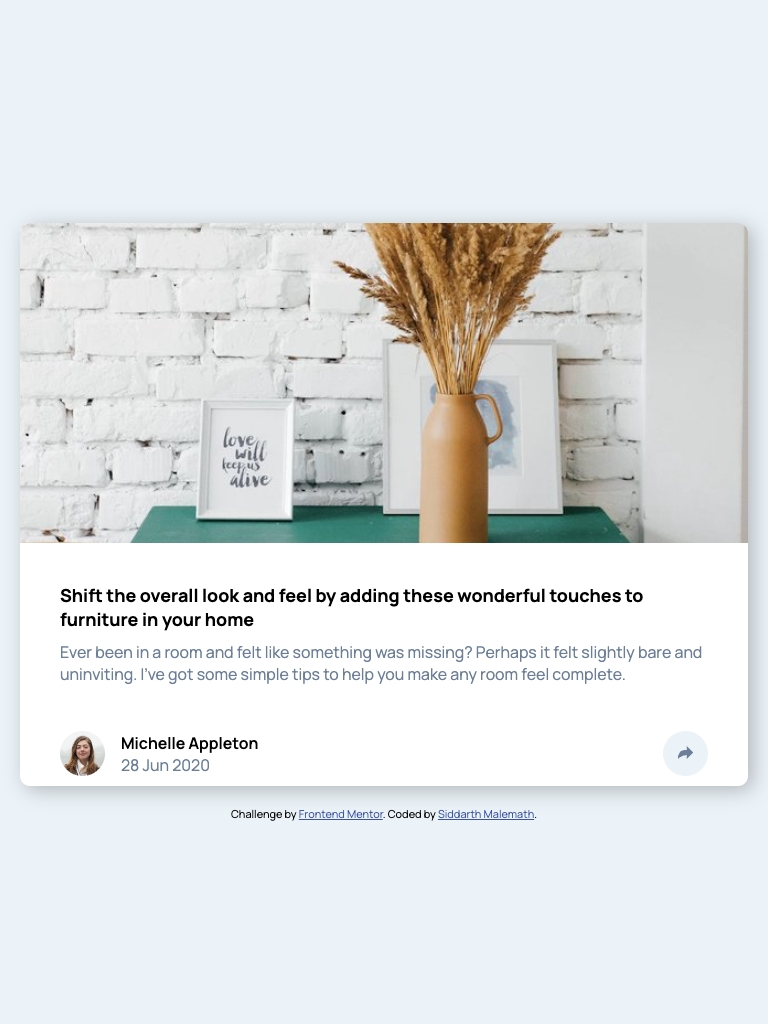 love
will
keep us
alive
Shift the overall look and feel by adding these wonderful touches to
furniture in your home
Ever been in a room and felt like something was missing? Perhaps it felt slightly bare and
uninviting. I've got some simple tips to help you make any room feel complete.
Michelle Appleton
28 Jun 2020
Challenge by Frontend Mentor. Coded by Siddarth Malemath.